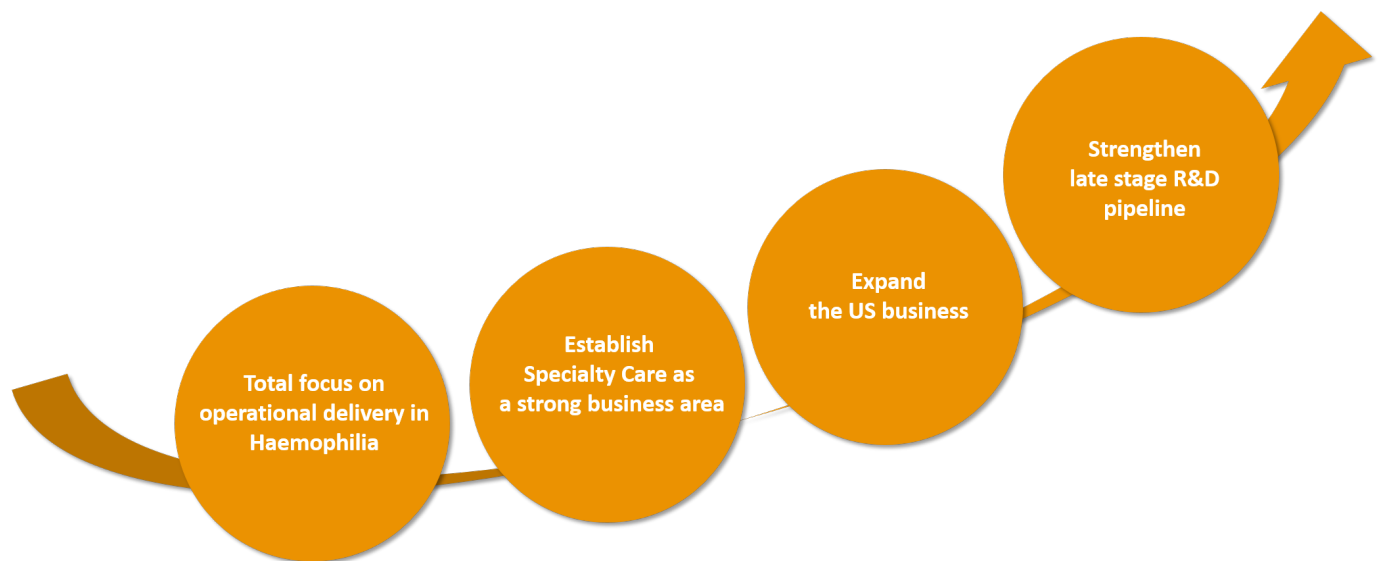 Total focus on
operational delivery in
Haemophilia
Establish
Specialty Care as
a strong business area
Expand
the US business
Strengthen
late stage R&D
pipeline